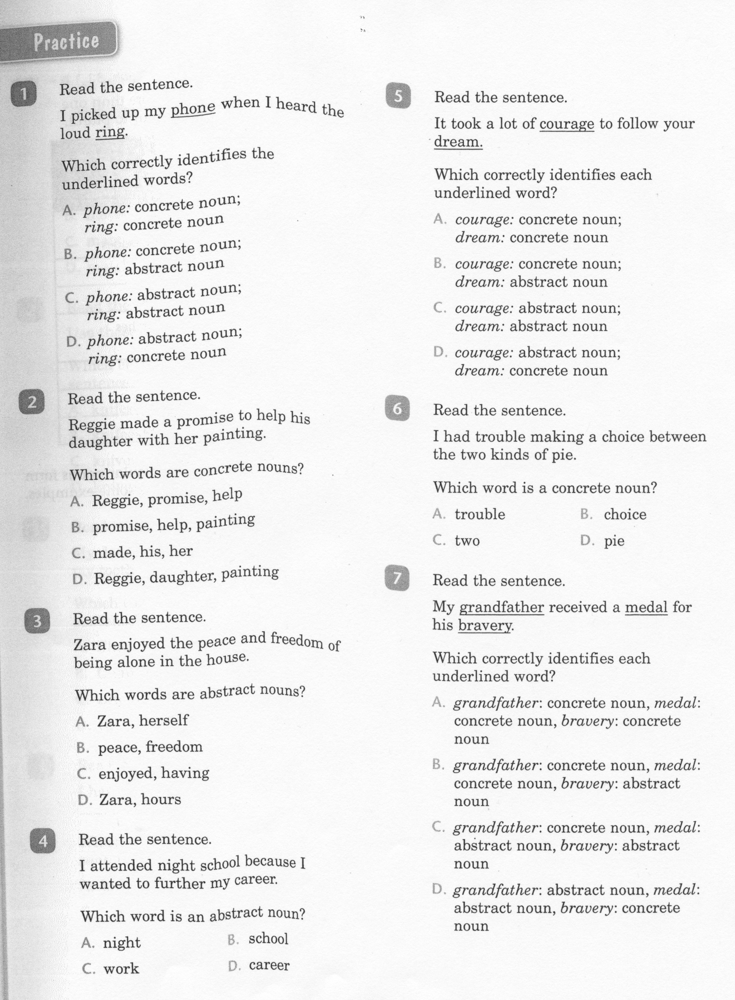 Practice
1
Read the sentence.
I picked up my phone when I heard the
loud ring.
Which correctly identifies the
underlined words?
A. phone: concrete noun;
ring: concrete noun
B. phone: concrete noun;
ring: abstract noun
C. phone: abstract noun;
ring: abstract noun
D. phone: abstract noun;
ring: concrete noun
2
Read the sentence.
Reggie made a promise to help his
daughter with her painting.
Which words are concrete nouns?
A. Reggie, promise, help
B. promise, help, painting
C. made, his, her
D. Reggie, daughter, painting
3
Read the sentence.
Zara enjoyed the peace and freedom of
being alone in the house.
Which words are abstract nouns?
A. Zara, herself
B. peace, freedom
C. enjoyed, having
D. Zara, hours
4
Read the sentence.
I attended night school because I
wanted to further my career.
Which word is an abstract noun?
A. night B. school
C. work D. career
5
Read the sentence.
It took a lot of courage to follow your
dream.
Which correctly identifies each
underlined word?
A. courage: concrete noun;
dream: concrete noun
B. courage: concrete noun;
dream: abstract noun
C. courage: abstract noun;
dream: abstract noun
D. courage: abstract noun;
dream: concrete noun
6
Read the sentence.
I had trouble making a choice between
the two kinds of pie.
Which word is a concrete noun?
A. trouble B. choice
C. two D. pie
7
Read the sentence.
My grandfather received a medal for
his bravery.
Which correctly identifies each
underlined word?
A. grandfather: concrete noun, medal:
concrete noun, bravery: concrete
noun
B. grandfather: concrete noun, medal:
concrete noun, bravery: abstract
noun
C. grandfather: concrete noun, medal:
abstract noun, bravery: abstract
noun
D. grandfather: abstract noun, medal:
abstract noun, bravery: concrete
noun